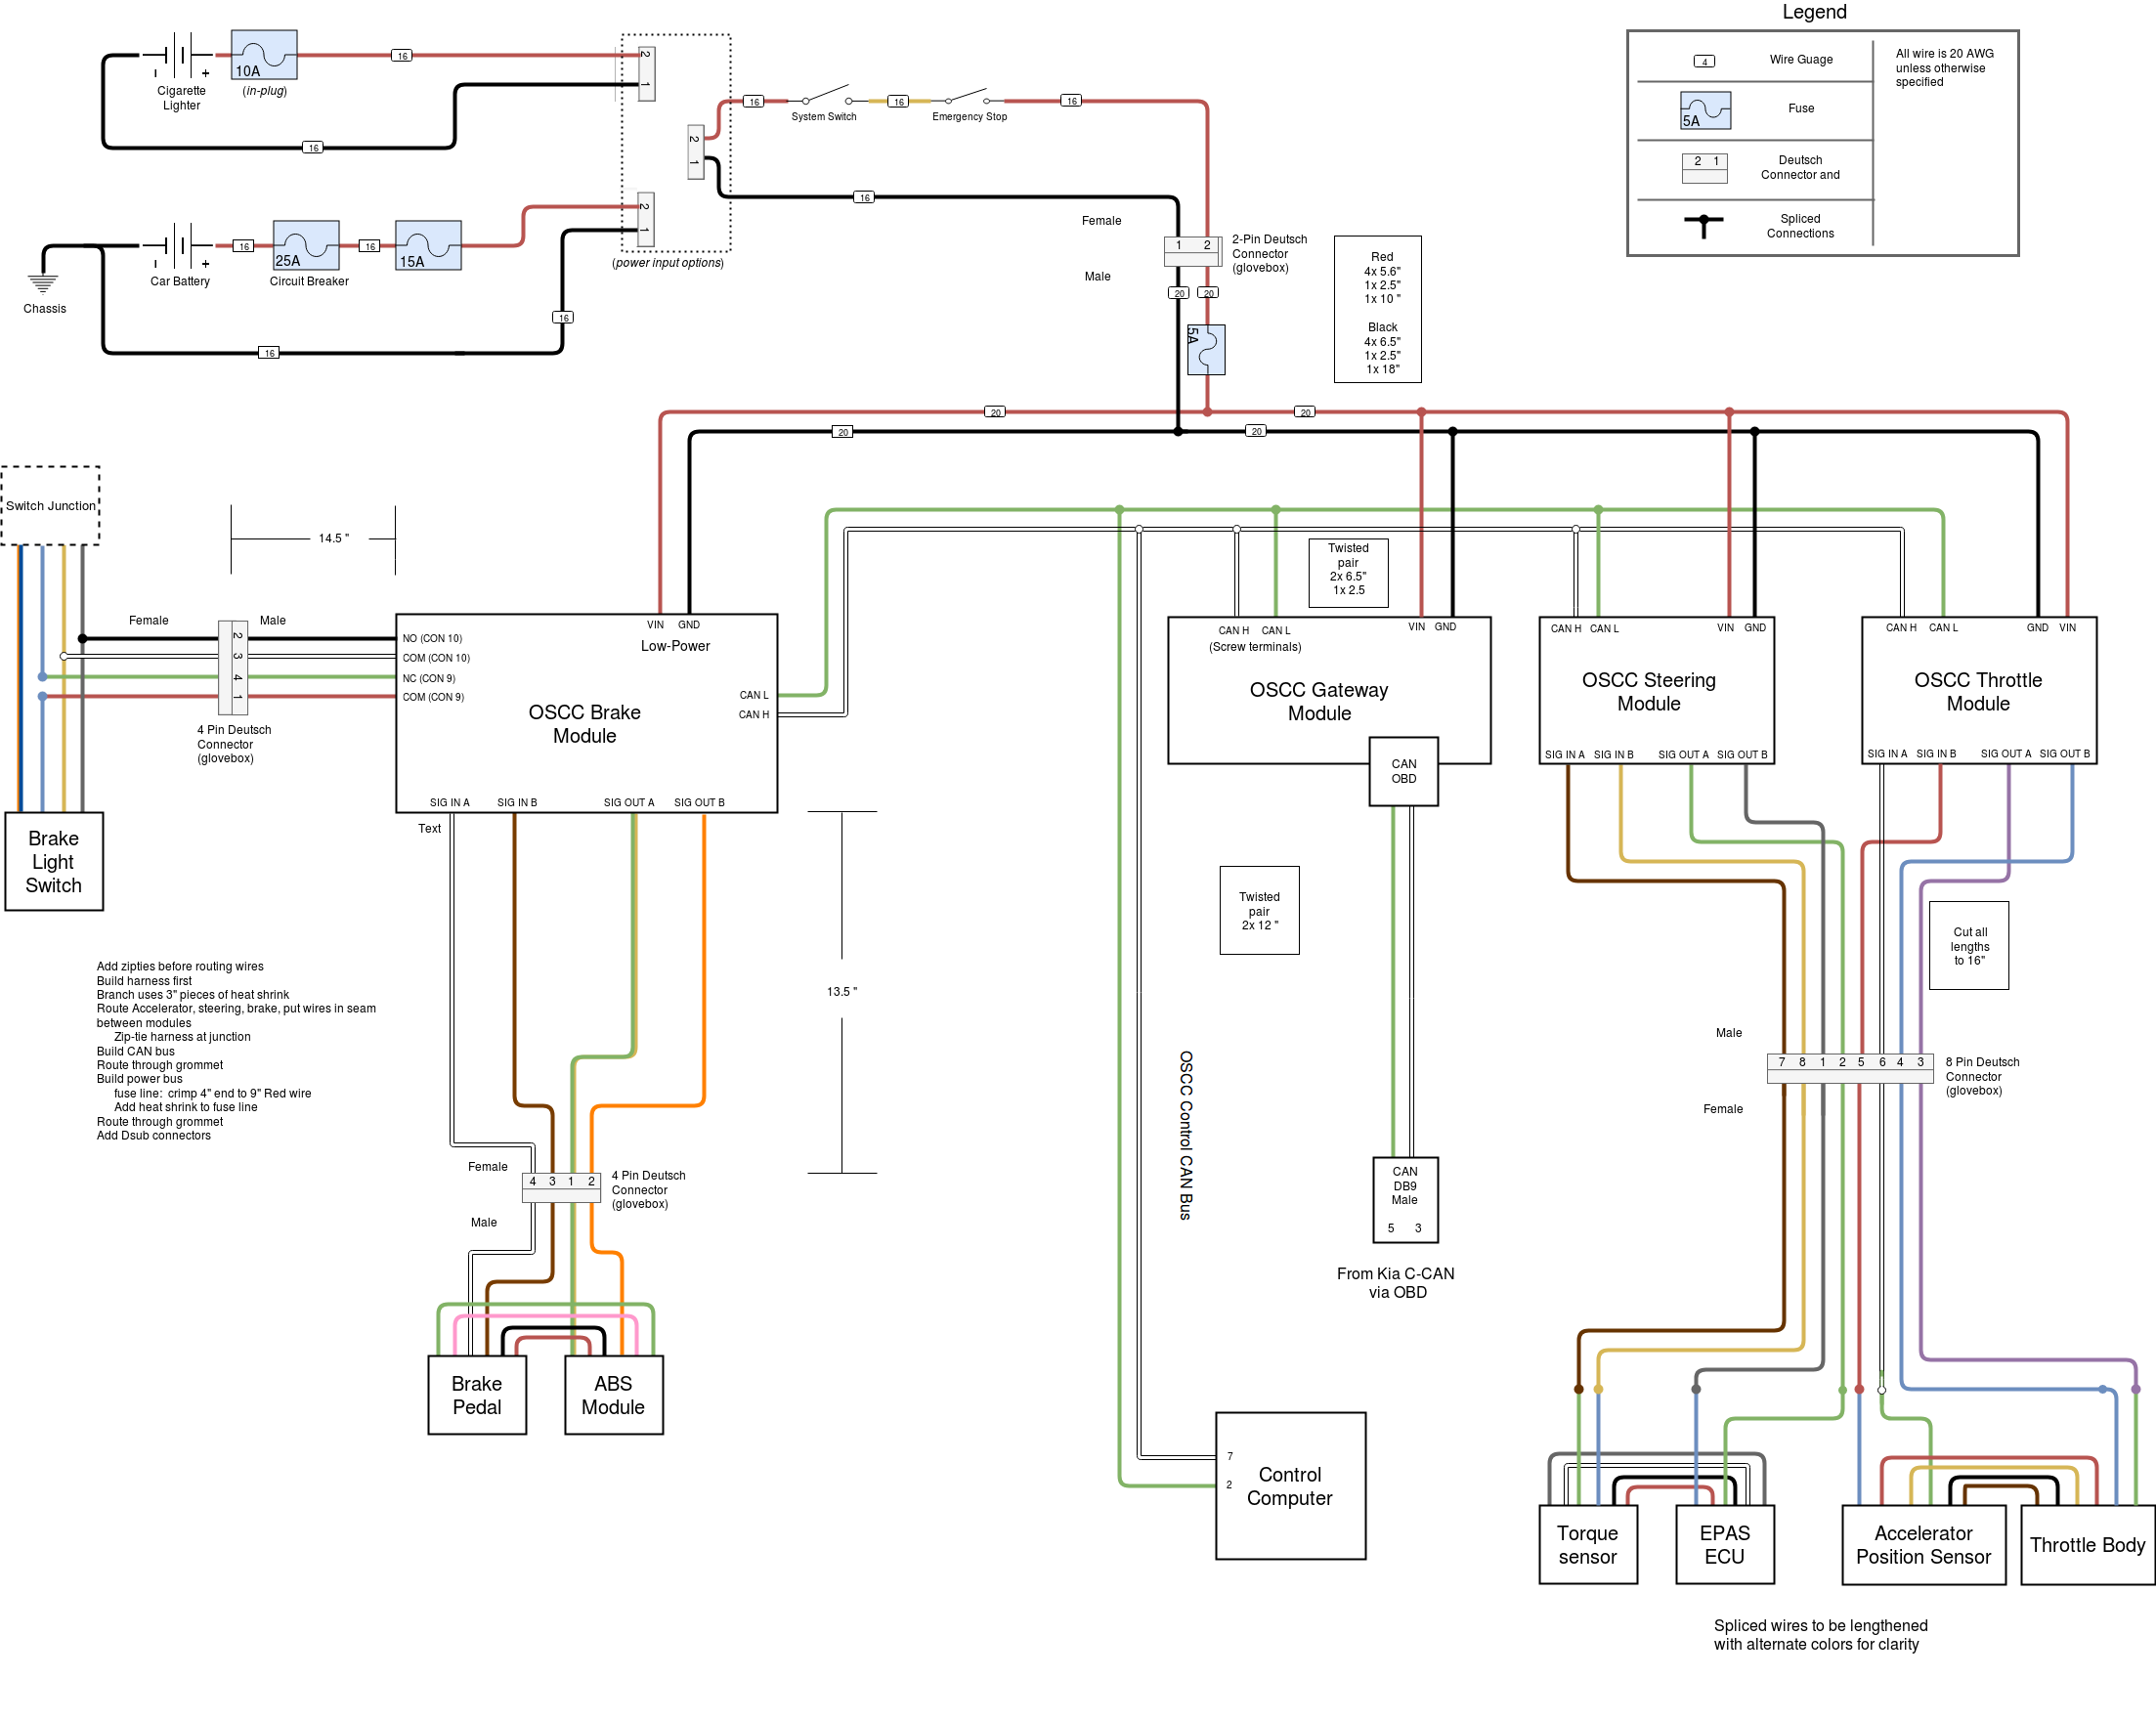 Legend
4
Wire Guage
All wire is 20 AWG
unless otherwise
specified
5A
Fuse
2 1
Deutsch
Connector and
Spliced
Connections
10A
16
- +
Cigarette
Lighter
(in-plug)
16
2
1
2
1
2
1
(power input options)
16
System Switch
16
Emergency Stop
16
16
- +
Car Battery
16
25A
16
15A
Circuit Breaker
Chassis
16
16
Female
Male
1 2
2-Pin Deutsch
Connector
(glovebox)
20
20
5A
Red
4x 5.6"
1x 2.5"
1x 10 "
Black
4x 6.5"
1x 2.5"
1x 18"
20
20
20
20
Switch Junction
14.5 "
Female
Male
2
3
4
1
4 Pin Deutsch
Connector
(glovebox)
Brake
Light
Switch
VIN GND
Low-Power
NO (CON 10)
COM (CON 10)
NC (CON 9)
COM (CON 9)
CAN L
CAN H
OSCC Brake
Module
SIG IN A SIG IN B SIG OUT A SIG OUT B
Text
Twisted
pair
2x 6.5"
1x 2.5
CAN H CAN L VIN GND
(Screw terminals)
OSCC Gateway
Module
CAN
OBD
CAN H CAN L VIN GND
OSCC Steering
Module
SIG IN A SIG IN B SIG OUT A SIG OUT B
CAN H CAN L GND VIN
OSCC Throttle
Module
SIG IN A SIG IN B SIG OUT A SIG OUT B
Twisted
pair
2x 12 "
Cut all
lengths
to 16"
Add zipties before routing wires
Build harness first
Branch uses 3" pieces of heat shrink
Route Accelerator, steering, brake, put wires in seam
between modules
Zip-tie harness at junction
Build CAN bus
Route through grommet
Build power bus
fuse line: crimp 4" end to 9" Red wire
Add heat shrink to fuse line
Route through grommet
Add Dsub connectors
13.5 "
Female
4 3 1 2
4 Pin Deutsch
Connector
(glovebox)
Male
Brake
Pedal
ABS
Module
OSCC Control CAN Bus
CAN
DB9
Male
5 3
From Kia C-CAN
via OBD
Male
7 8 1 2 5 6 4 3
8 Pin Deutsch
Connector
(glovebox)
Female
7
2
Control
Computer
Torque
sensor
EPAS
ECU
Accelerator
Position Sensor
Throttle Body
Spliced wires to be lengthened
with alternate colors for clarity